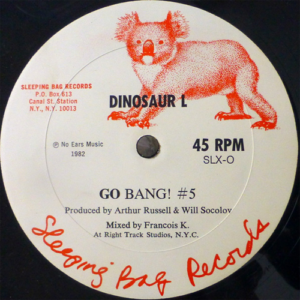 SLEEPING BAG RECORDS
P.O. Box 613
Canal St. Station
N.Y., N.Y. 10013
DINOSAUR L
℗ No Ears Music
1982
45 RPM
SLX-O
GO BANG! #5
Produced by Arthur Russell & Will Socolov
Mixed by Francois K.
At Right Track Studios, N.Y.C.
Sleeping Bag Records